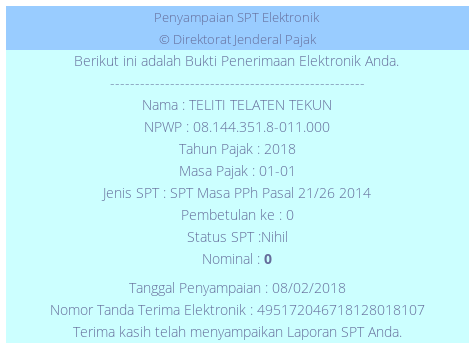 Penyampaian SPT Elektronik
© Direktorat Jenderal Pajak
Berikut ini adalah Bukti Penerimaan Elektronik Anda.
---------------------------------------------------
Nama : TELITI TELATEN TEKUN
NPWP : 08.144.351.8-011.000
Tahun Pajak : 2018
Masa Pajak : 01-01
Jenis SPT : SPT Masa PPh Pasal 21/26 2014
Pembetulan ke : 0
Status SPT :Nihil
Nominal : 0
Tanggal Penyampaian : 08/02/2018
Nomor Tanda Terima Elektronik : 495172046718128018107
Terima kasih telah menyampaikan Laporan SPT Anda.